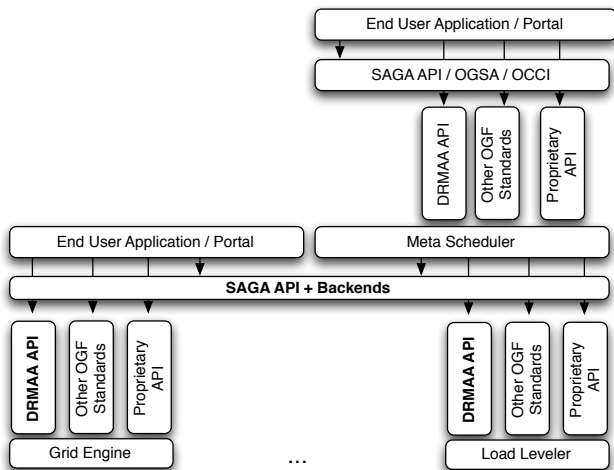 End User Application / Portal
SAGA API / OGSA / OCCI
DRMAA API
Other OGF
Standards
Proprietary
API
End User Application / Portal
Meta Scheduler
SAGA API + Backends
DRMAA API
Other OGF
Standards
Proprietary
API
DRMAA API
Other OGF
Standards
Proprietary
API
Grid Engine
...
Load Leveler